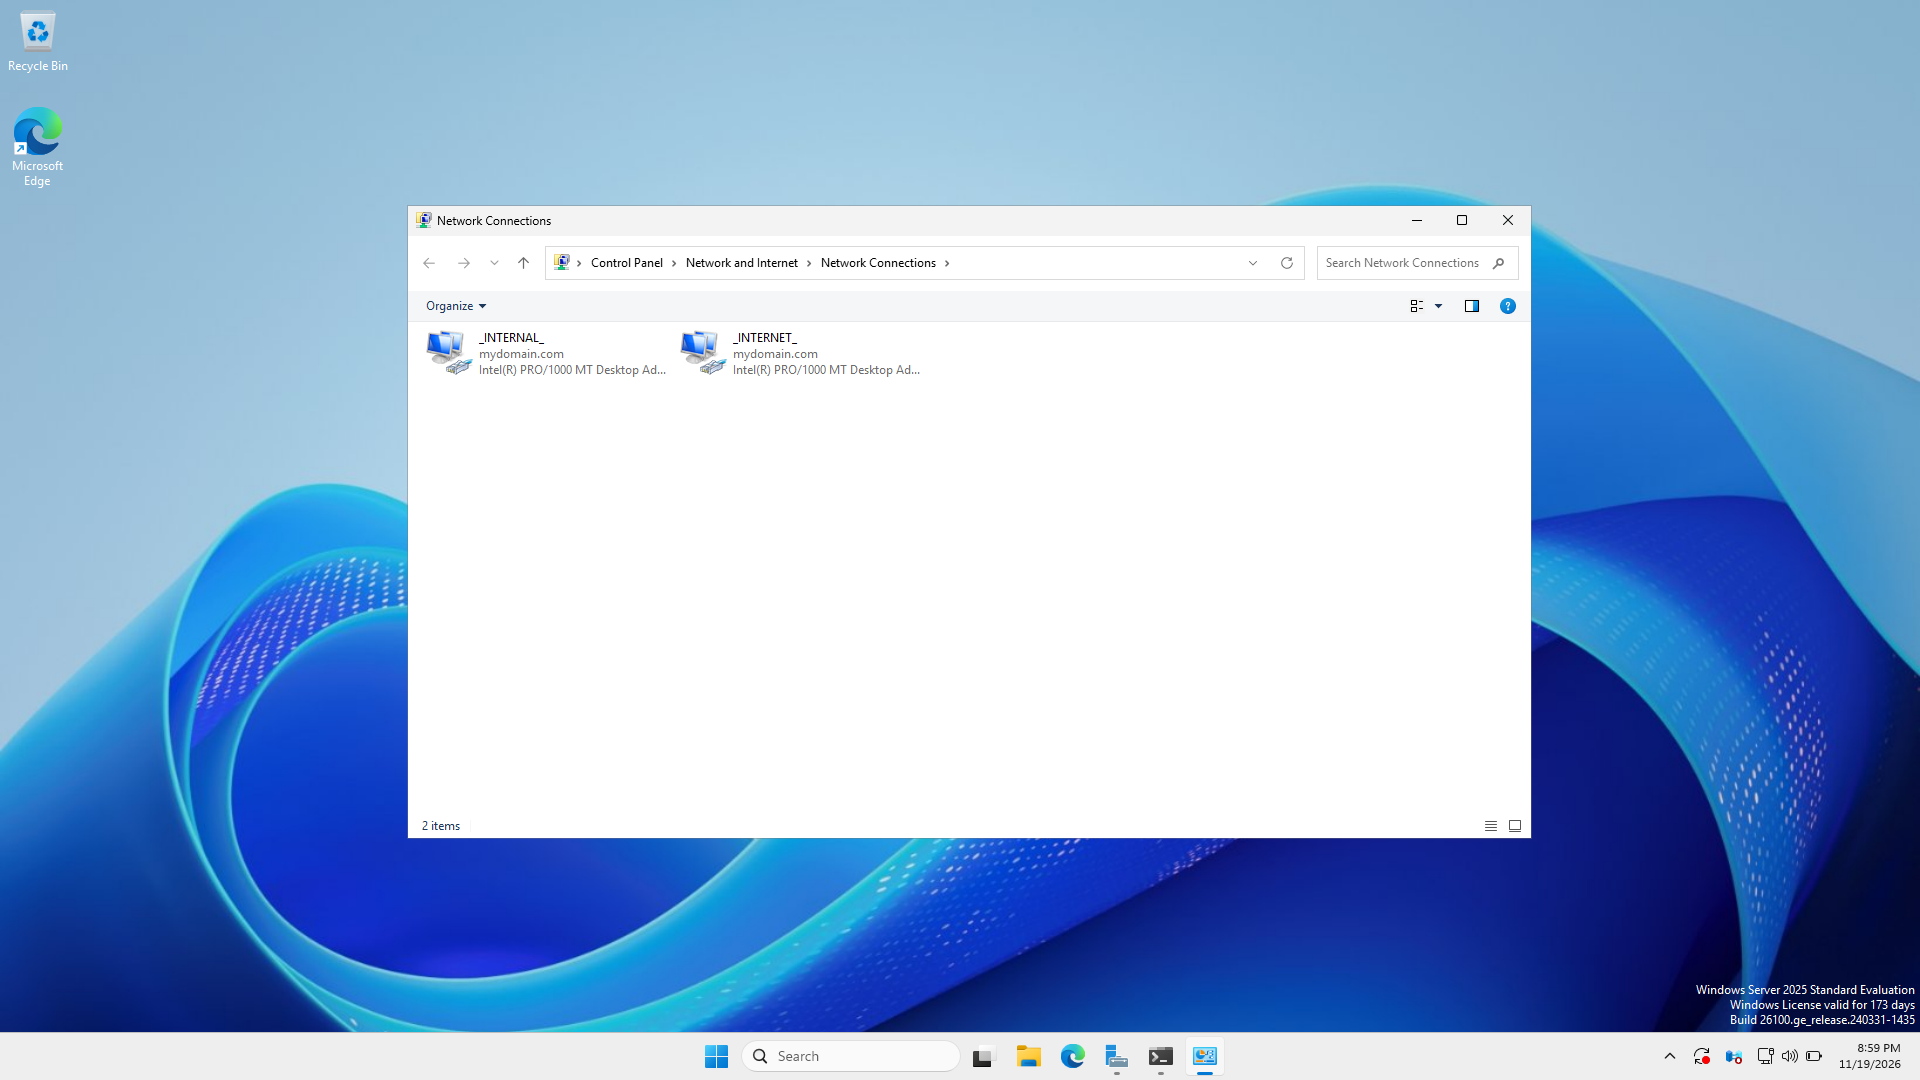 Recycle Bin
Microsoft
Edge
Network Connections
Control Panel
Network and Internet
Network Connections
Search Network Connections
Organize
_INTERNAL_
mydomain.com
Intel(R) PRO/1000 MT Desktop Ad...
_INTERNET_
mydomain.com
Intel(R) PRO/1000 MT Desktop Ad...
2 items
Windows Server 2025 Standard Evaluation
Windows License valid for 173 days
Build 26100.ge_release.240331-1435
Search
8:59 PM
11/19/2026